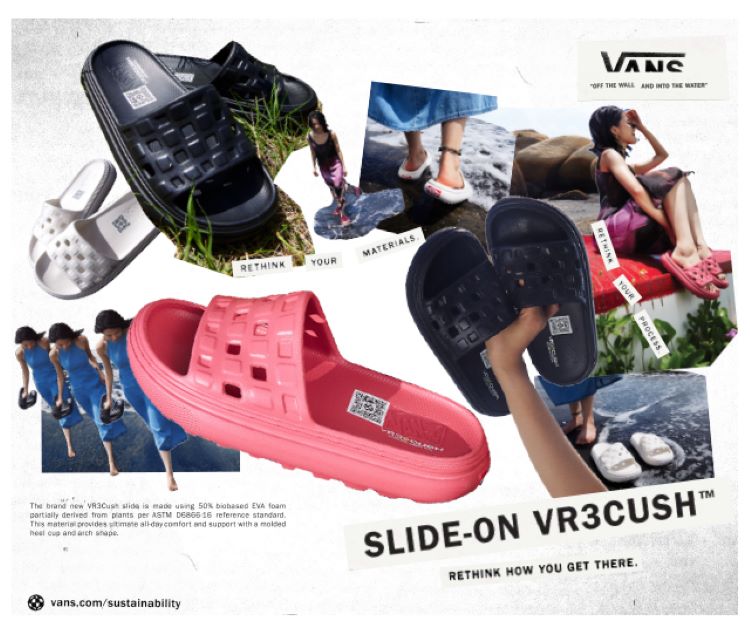 VANS
"OFF THE WALL AND INTO THE WATER"
RETHINK YOUR MATERIALS.
RETHINK YOUR PROCESS.
VR3CUSH
The brand new VR3Cush slide is made using 50% biobased EVA foam
partially derived from plants per ASTM D6866-16 reference standard.
This material provides ultimate all-day comfort and support with a molded
heel cup and arch shape.
SLIDE-ON VR3CUSH™
RETHINK HOW YOU GET THERE.
vans.com/sustainability